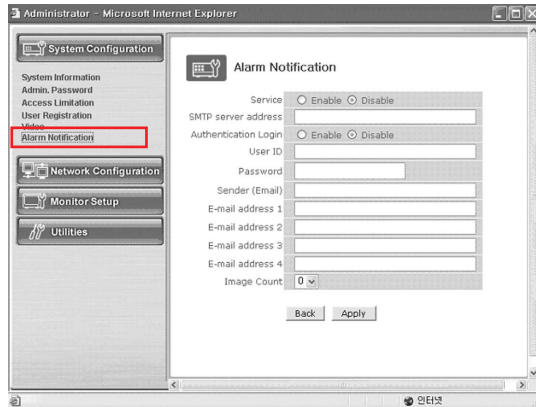 Administrator - Microsoft Internet Explorer
System Configuration
System Information
Admin. Password
Access Limitation
User Registration
Video
Alarm Notification
Network Configuration
Monitor Setup
Utilities
Alarm Notification
Service Enable Disable
SMTP server address
Authentication Login Enable Disable
User ID
Password
Sender (Email)
E-mail address 1
E-mail address 2
E-mail address 3
E-mail address 4
Image Count 0
Back Apply
인터넷